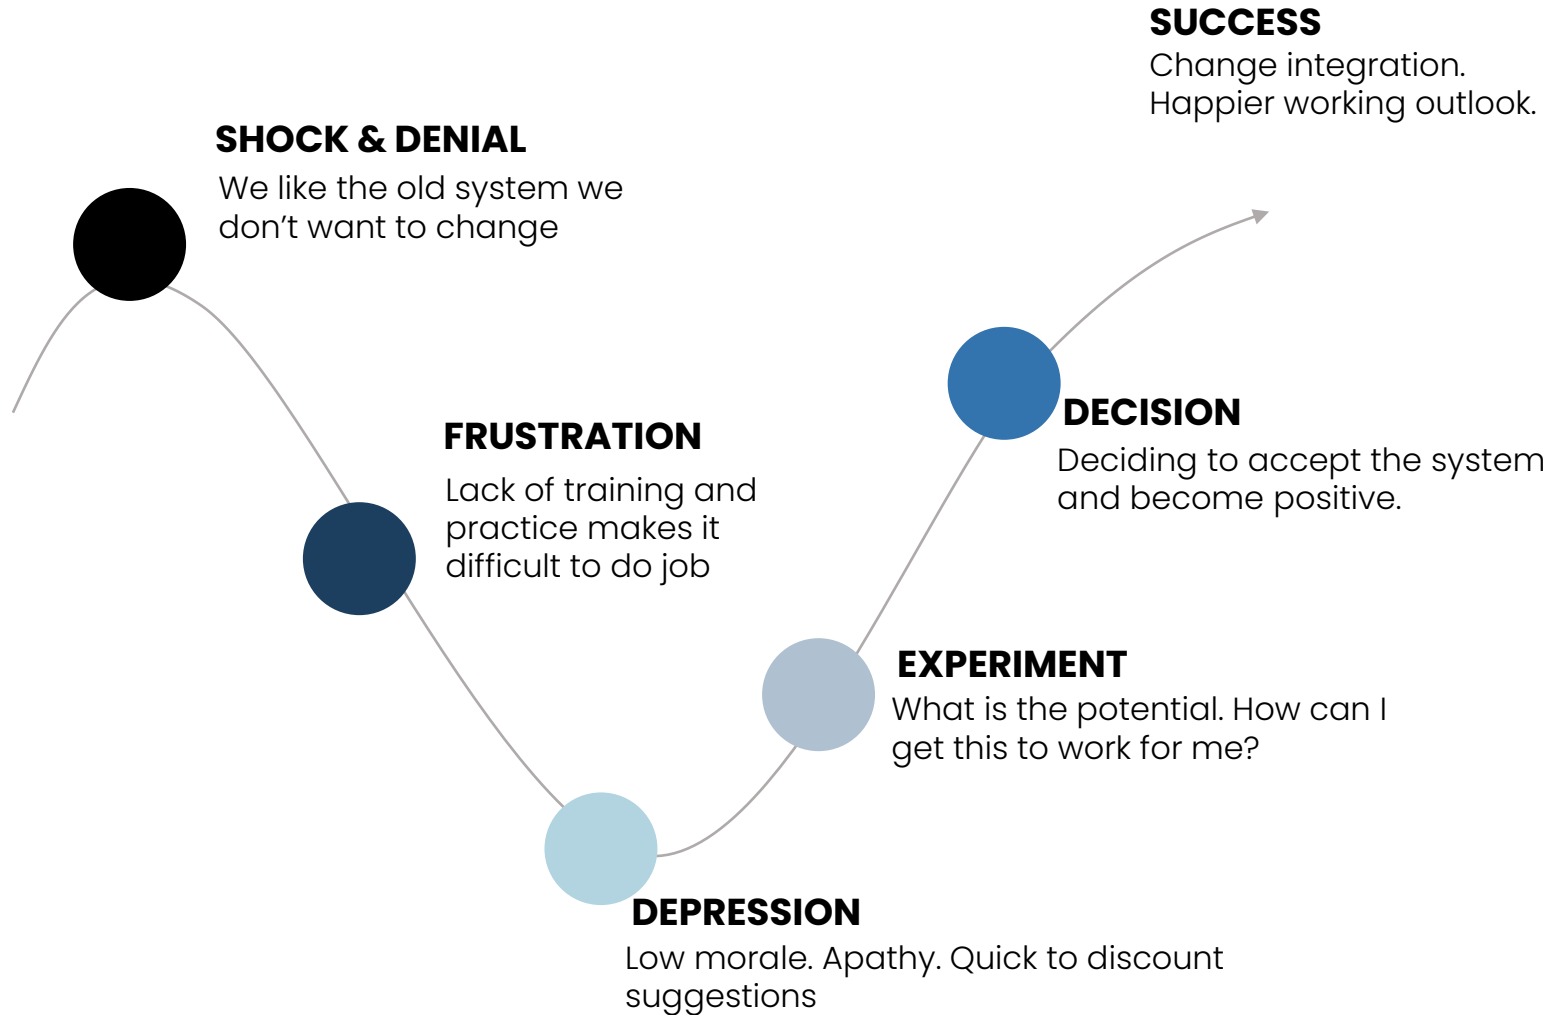 SUCCESS
Change integration.
Happier working outlook.
SHOCK & DENIAL
We like the old system we
don’t want to change
FRUSTRATION
Lack of training and
practice makes it
difficult to do job
DECISION
Deciding to accept the system
and become positive.
EXPERIMENT
What is the potential. How can I
get this to work for me?
DEPRESSION
Low morale. Apathy. Quick to discount
suggestions